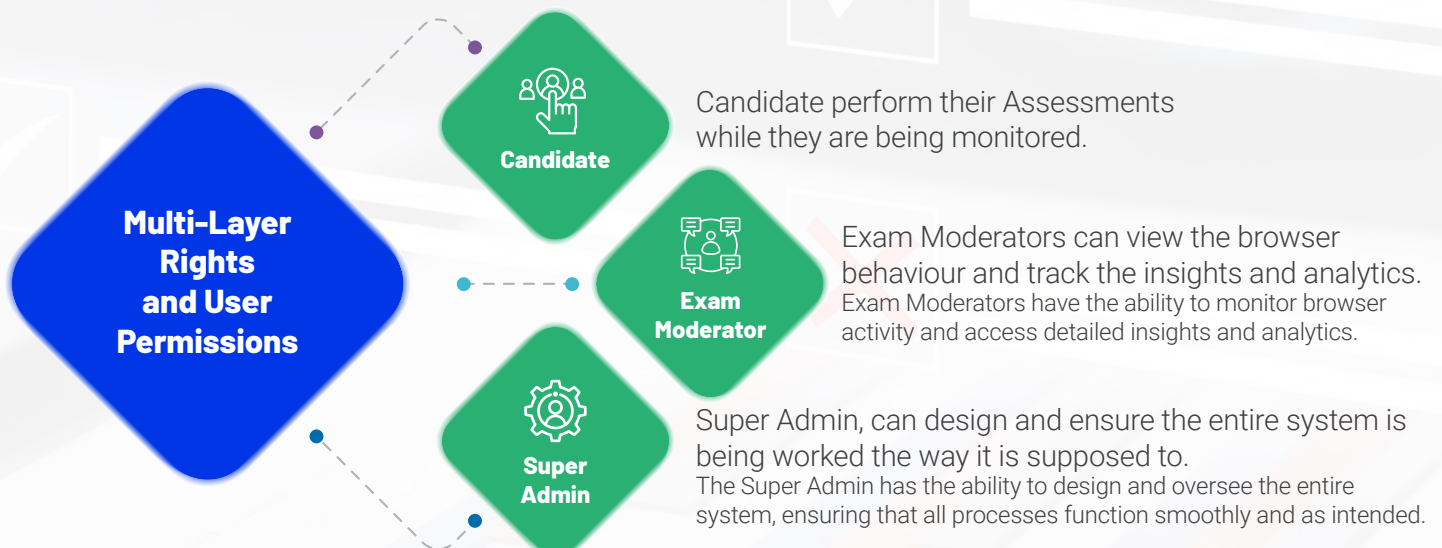 Multi-Layer
Rights
and User
Permissions
Candidate
Candidate perform their Assessments
while they are being monitored.
Exam
Moderator
Exam Moderators can view the browser
behaviour and track the insights and analytics.
Exam Moderators have the ability to monitor browser
activity and access detailed insights and analytics.
Super
Admin
Super Admin, can design and ensure the entire system is
being worked the way it is supposed to.
The Super Admin has the ability to design and oversee the entire
system, ensuring that all processes function smoothly and as intended.